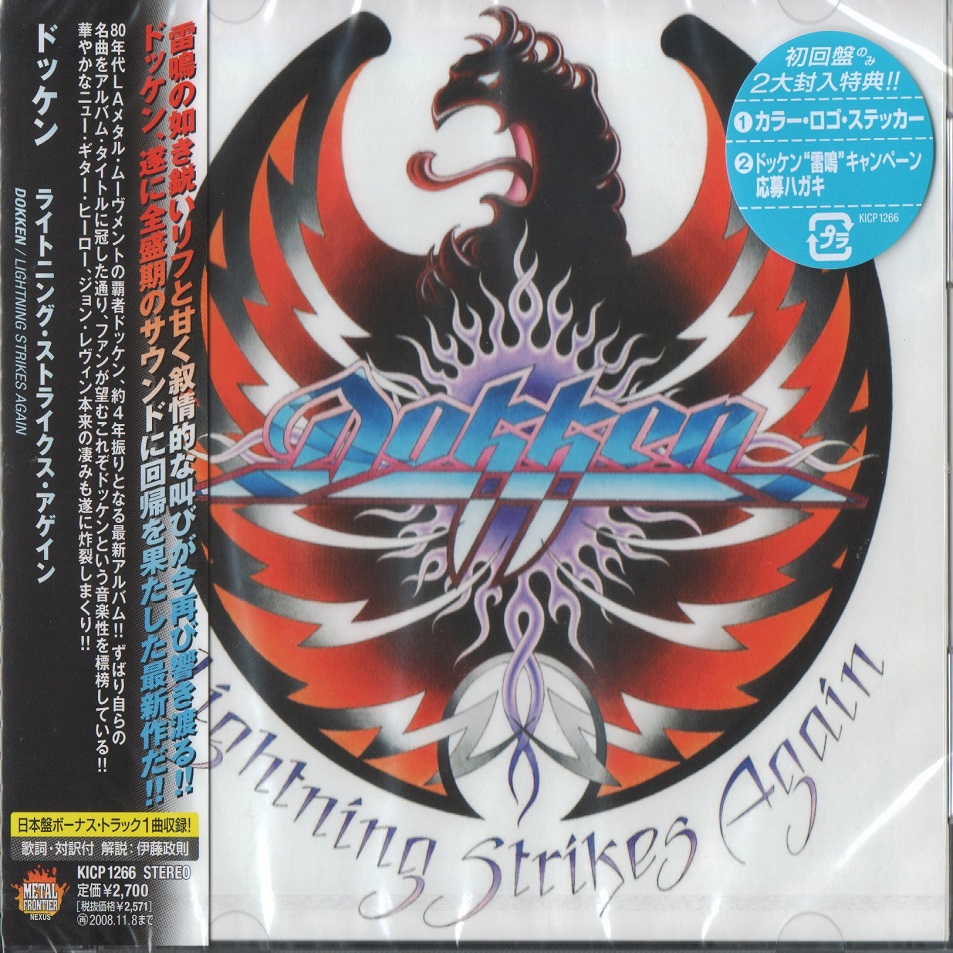 雷鳴の如き鋭いリフと甘く叙情的な叫びが今再び響き渡る!!
ドッケン、遂に全盛期のサウンドに回帰を果たした最新作だ!!
80年代LAメタル・ムーヴメントの覇者ドッケン、約4年振りとなる最新アルバム!! ずばり自らの
名曲をアルバム・タイトルに冠した通り、ファンが望むこれぞドッケンという音楽性を標榜している!!
華やかなニュー・ギター・ヒーロー、ジョン・レヴィン本来の凄みも遂に炸裂しまくり!!
ドッケン ライトニング・ストライクス・アゲイン
DOKKEN / LIGHTNING STRIKES AGAIN
日本盤ボーナス・トラック1曲収録!
歌詞・対訳付 解説:伊藤政則
KICP 1266 STEREO
定価¥2,700
[税抜価格¥2,571]
再2008.11.8まで
METAL
FRONTIER
NEXUS
初回盤のみ
2大封入特典!!
❶カラー・ロゴ・ステッカー
❷ドッケン“雷鳴”キャンペーン
応募ハガキ
KICP 1266
プラ
Dokken
Lightning Strikes Again